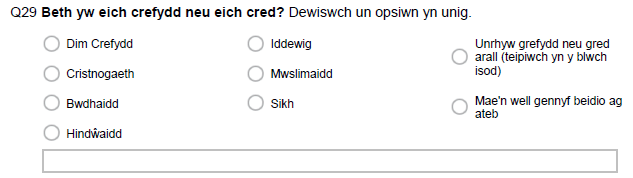 Q29 Beth yw eich crefydd neu eich cred? Dewiswch un opsiwn yn unig.
Dim Crefydd
Cristnogaeth
Bwdhaidd
Hindŵaidd
Iddewig
Mwslimaidd
Sikh
Unrhyw grefydd neu gred
arall (teipiwch yn y blwch
isod)
Mae'n well gennyf beidio ag
ateb